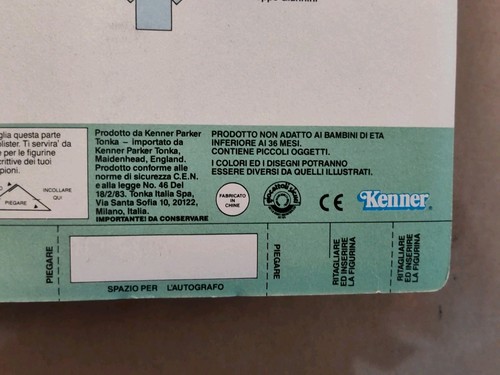 glia questa parte
lister. Ti servira' da
e per le figurine
crittive dei tuoi
pioni.
INCOLLARE
QUI
PIEGARE
Prodotto da Kenner Parker
Tonka – importato da
Kenner Parker Tonka,
Maidenhead, England.
Prodotto conforme alle
norme di sicurezza C.E.N.
e alla legge No. 46 Del
18/2/83. Tonka Italia Spa,
Via Santa Sofia 10, 20122,
Milano, Italia.
IMPORTANTE: DA CONSERVARE
PRODOTTO NON ADATTO AI BAMBINI DI ETA
INFERIORE AI 36 MESI.
CONTIENE PICCOLI OGGETTI.
I COLORI ED I DISEGNI POTRANNO
ESSERE DIVERSI DA QUELLI ILLUSTRATI.
FABRICATO
IN
CHINE
CE
Kenner
PIEGARE
SPAZIO PER L'AUTOGRAFO
PIEGARE
RITAGLIARE
ED INSERIRE
LA FIGURINA
RITAGLIARE
ED INSERIRE
LA FIGURINA